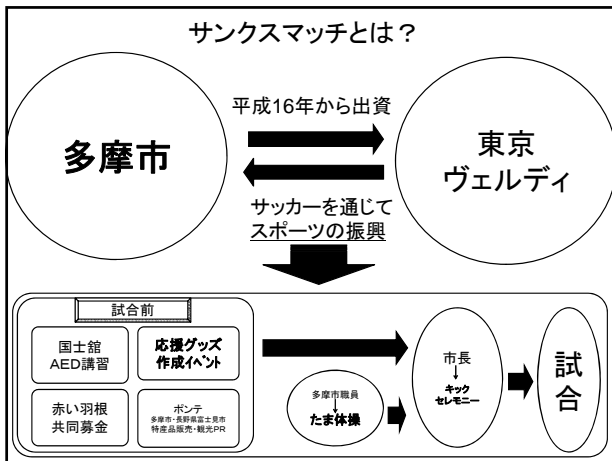 サンクスマッチとは？
多摩市
平成16年から出資
東京
ヴェルディ
サッカーを通じて
スポーツの振興
試合前
国士舘
AED講習
応援グッズ
作成イベント
赤い羽根
共同募金
ポンテ
多摩市・長野県富士見市
特産品販売・観光PR
多摩市職員
たま体操
市長
キック
セレモニー
試合